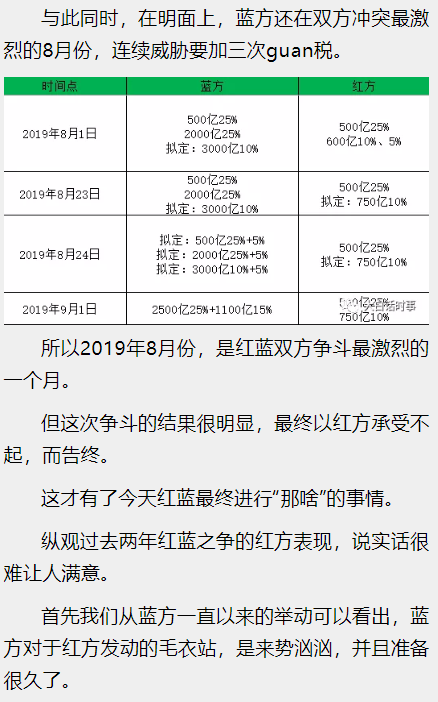 与此同时，在明面上，蓝方还在双方冲突最激
烈的8月份，连续威胁要加三次guan税。
时间点 蓝方 红方
2019年8月1日
500亿25%
2000亿25%
拟定：3000亿10%
500亿25%
600亿10%、5%
2019年8月23日
500亿25%
2000亿25%
拟定：3000亿10%
500亿25%
拟定：750亿10%
2019年8月24日
拟定：500亿25%+5%
拟定：2000亿25%+5%
拟定：3000亿10%+5%
500亿25%
拟定：750亿10%
2019年9月1日
2500亿25%+1100亿15%
25%
750亿10%
话时事
所以2019年8月份，是红蓝双方争斗最激烈的
一个月。
但这次争斗的结果很明显，最终以红方承受不
起，而告终。
这才有了今天红蓝最终进行“那啥”的事情。
纵观过去两年红蓝之争的红方表现，说实话很
难让人满意。
首先我们从蓝方一直以来的举动可以看出，蓝
方对于红方发动的毛衣站，是来势汹汹，并且准备
很久了。